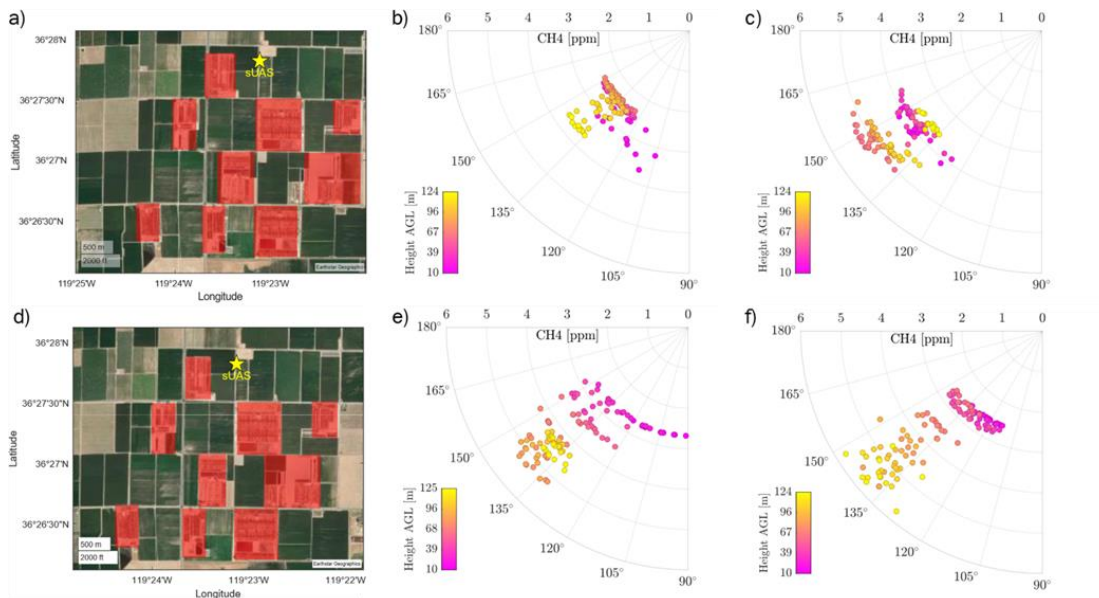 a)
36°28'N
36°27'30"N
36°27'N
36°26'30"N
Latitude
sUAS
500 m
2000 ft
Earthstar Geographics
119°25'W
119°24'W
119°23'W
Longitude
b)
6 5 4 3 2 1 0
CH4 [ppm]
180°
165°
150°
135°
120°
105°
90°
Height AGL [m]
124
96
67
39
10
c)
6 5 4 3 2 1 0
CH4 [ppm]
180°
165°
150°
135°
120°
105°
90°
Height AGL [m]
124
96
67
39
10
d)
36°28'N
36°27'30"N
36°27'N
36°26'30"N
Latitude
sUAS
500 m
2000 ft
Earthstar Geographics
119°24'W
119°23'W
119°22'W
Longitude
e)
6 5 4 3 2 1 0
CH4 [ppm]
180°
165°
150°
135°
120°
105°
90°
Height AGL [m]
125
96
68
39
10
f)
6 5 4 3 2 1 0
CH4 [ppm]
180°
165°
150°
135°
120°
105°
90°
Height AGL [m]
124
96
67
39
10